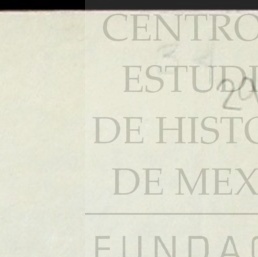 CENTRO
ESTUDI
DE HISTO
DE MEX
FUNDAC